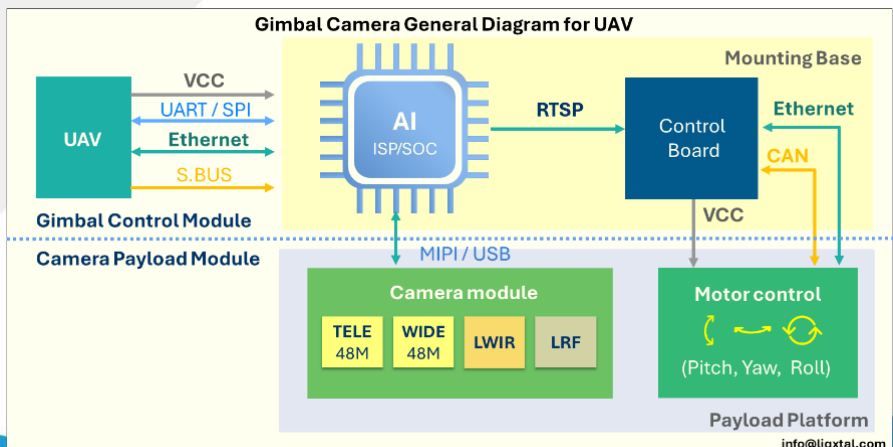 Gimbal Camera General Diagram for UAV
Mounting Base
VCC
UART / SPI
UAV
Ethernet
S.BUS
AI
ISP/SOC
RTSP
Control
Board
Ethernet
CAN
VCC
Gimbal Control Module
Camera Payload Module
MIPI / USB
Camera module
TELE
48M
WIDE
48M
LWIR
LRF
Motor control
(Pitch, Yaw, Roll)
Payload Platform
info@liqxtal.com